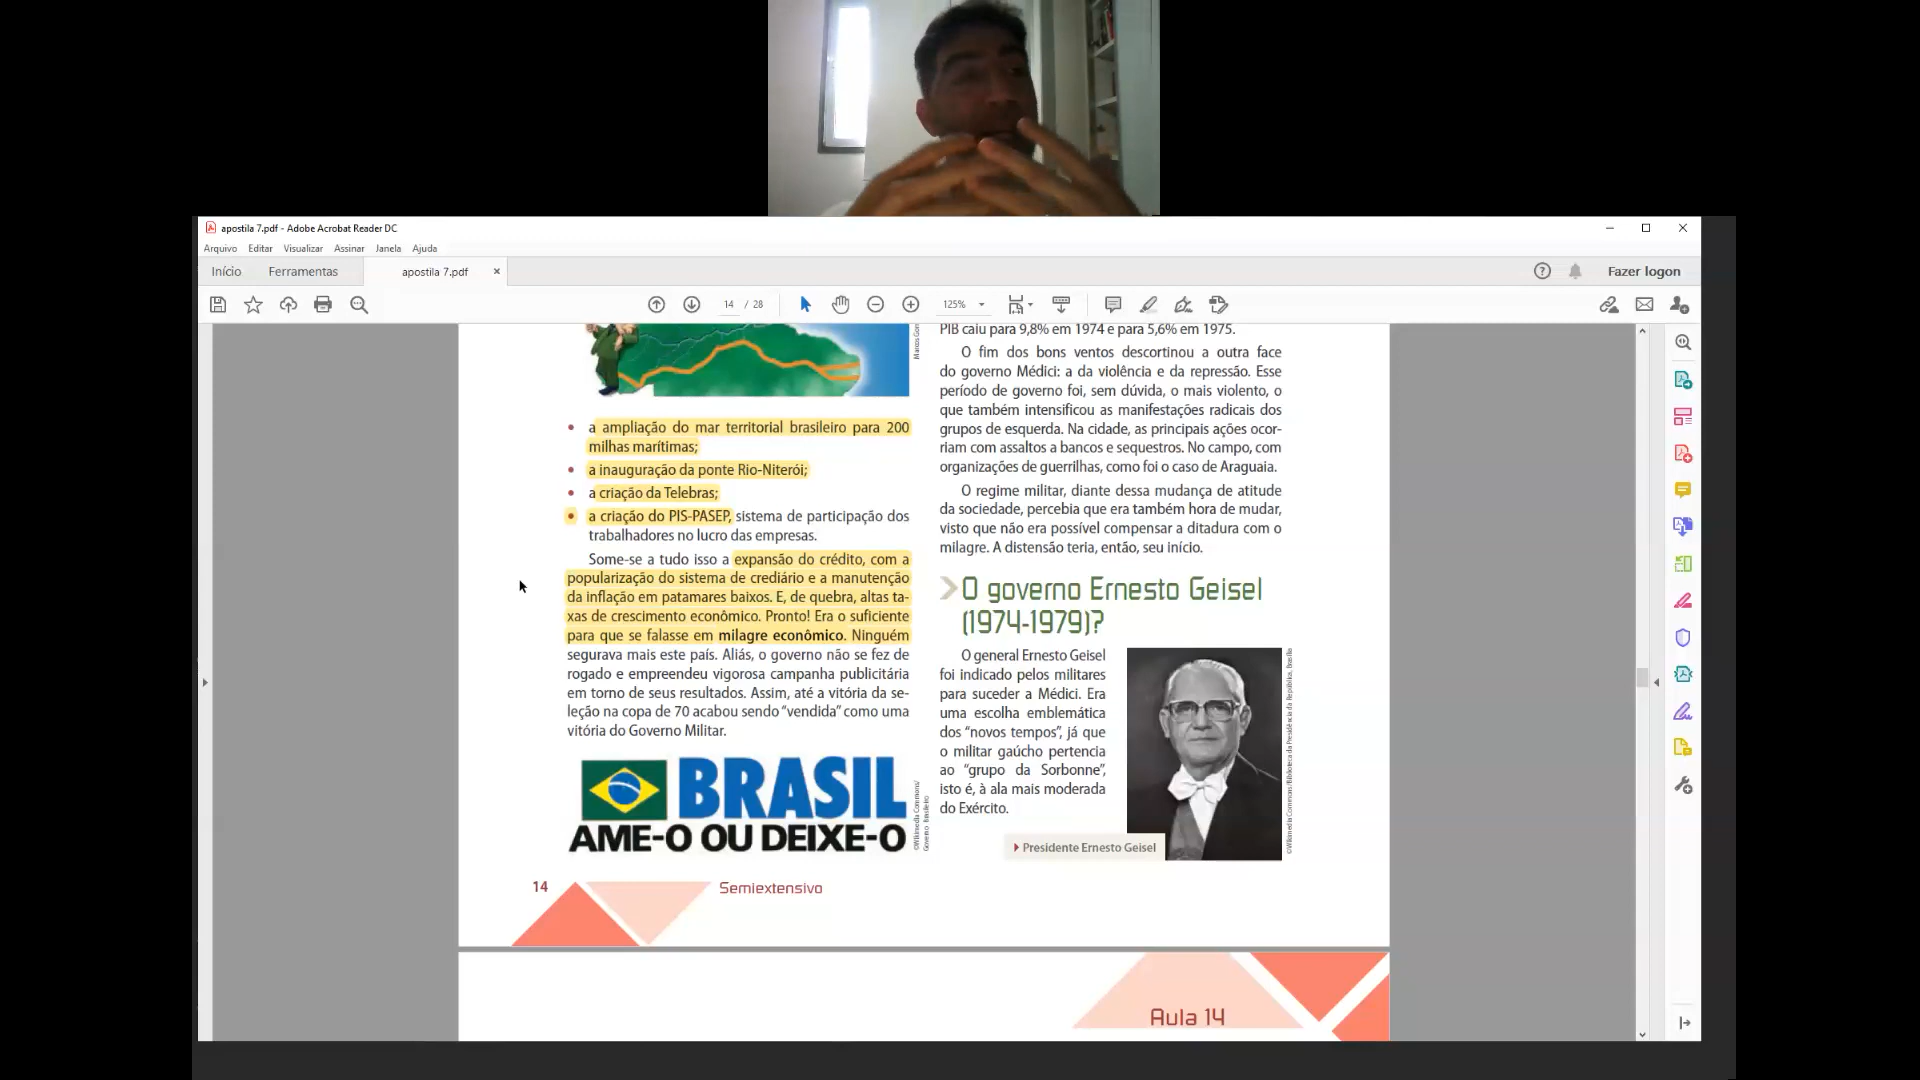 apostila 7.pdf - Adobe Acrobat Reader DC
Arquivo Editar Visualizar Assinar Janela Ajuda
Início Ferramentas apostila 7.pdf Fazer logon
14 / 28 125%
Marcos Gom
a ampliação do mar territorial brasileiro para 200
milhas marítimas;
a inauguração da ponte Rio-Niterói;
a criação da Telebras;
a criação do PIS-PASEP, sistema de participação dos
trabalhadores no lucro das empresas.
Some-se a tudo isso a expansão do crédito, com a
popularização do sistema de crediário e a manutenção
da inflação em patamares baixos. E, de quebra, altas ta-
xas de crescimento econômico. Pronto! Era o suficiente
para que se falasse em milagre econômico. Ninguém
segurava mais este país. Aliás, o governo não se fez de
rogado e empreendeu vigorosa campanha publicitária
em torno de seus resultados. Assim, até a vitória da se-
leção na copa de 70 acabou sendo “vendida” como uma
vitória do Governo Militar.
BRASIL
AME-O OU DEIXE-O
©Wikimedia Commons/
Governo Brasileiro
14 Semiextensivo
PIB caiu para 9,8% em 1974 e para 5,6% em 1975.
O fim dos bons ventos descortinou a outra face
do governo Médici: a da violência e da repressão. Esse
período de governo foi, sem dúvida, o mais violento, o
que também intensificou as manifestações radicais dos
grupos de esquerda. Na cidade, as principais ações ocor-
riam com assaltos a bancos e sequestros. No campo, com
organizações de guerrilhas, como foi o caso de Araguaia.
O regime militar, diante dessa mudança de atitude
da sociedade, percebia que era também hora de mudar,
visto que não era possível compensar a ditadura com o
milagre. A distensão teria, então, seu início.
O governo Ernesto Geisel
(1974-1979)?
O general Ernesto Geisel
foi indicado pelos militares
para suceder a Médici. Era
uma escolha emblemática
dos “novos tempos”, já que
o militar gaúcho pertencia
ao “grupo da Sorbonne”,
isto é, à ala mais moderada
do Exército.
Presidente Ernesto Geisel
©Wikimedia Commons/Biblioteca da Presidência da República, Brasília
Aula 14